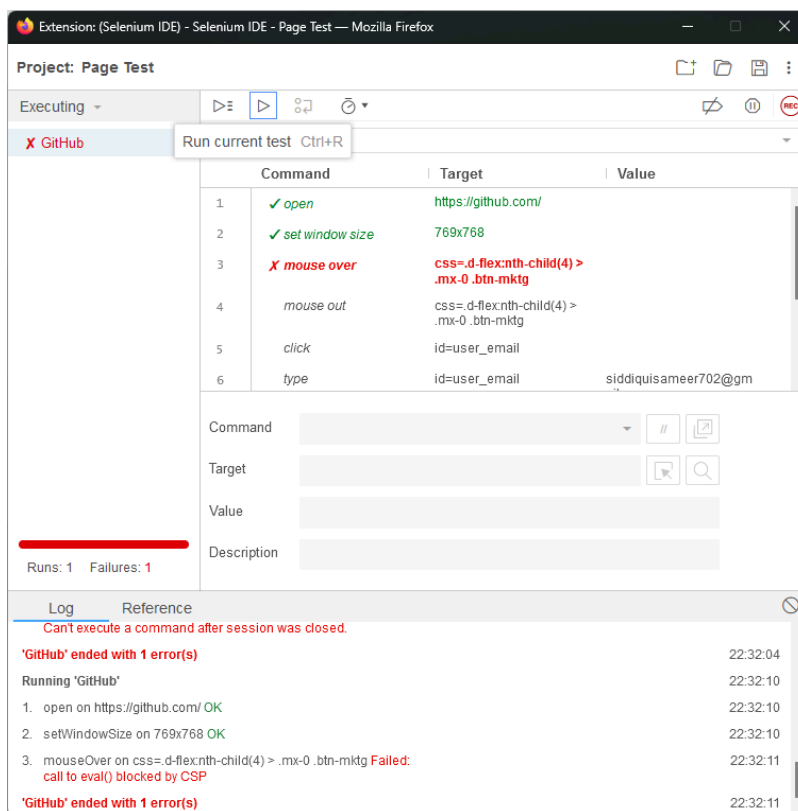 Extension: (Selenium IDE) - Selenium IDE - Page Test — Mozilla Firefox
Project: Page Test
Executing
REC
✗ GitHub
Run current test Ctrl+R
Command Target Value
1 ✓ open https://github.com/
2 ✓ set window size 769x768
3 ✗ mouse over css=.d-flex:nth-child(4) >
.mx-0 .btn-mktg
4 mouse out css=.d-flex:nth-child(4) >
.mx-0 .btn-mktg
5 click id=user_email
6 type id=user_email siddiquisameer702@gm
Command //
Target
Value
Description
Runs: 1 Failures: 1
Log Reference
Can't execute a command after session was closed.
'GitHub' ended with 1 error(s) 22:32:04
Running 'GitHub' 22:32:10
1. open on https://github.com/ OK 22:32:10
2. setWindowSize on 769x768 OK 22:32:10
3. mouseOver on css=.d-flex:nth-child(4) > .mx-0 .btn-mktg Failed: 22:32:11
call to eval() blocked by CSP
'GitHub' ended with 1 error(s) 22:32:11